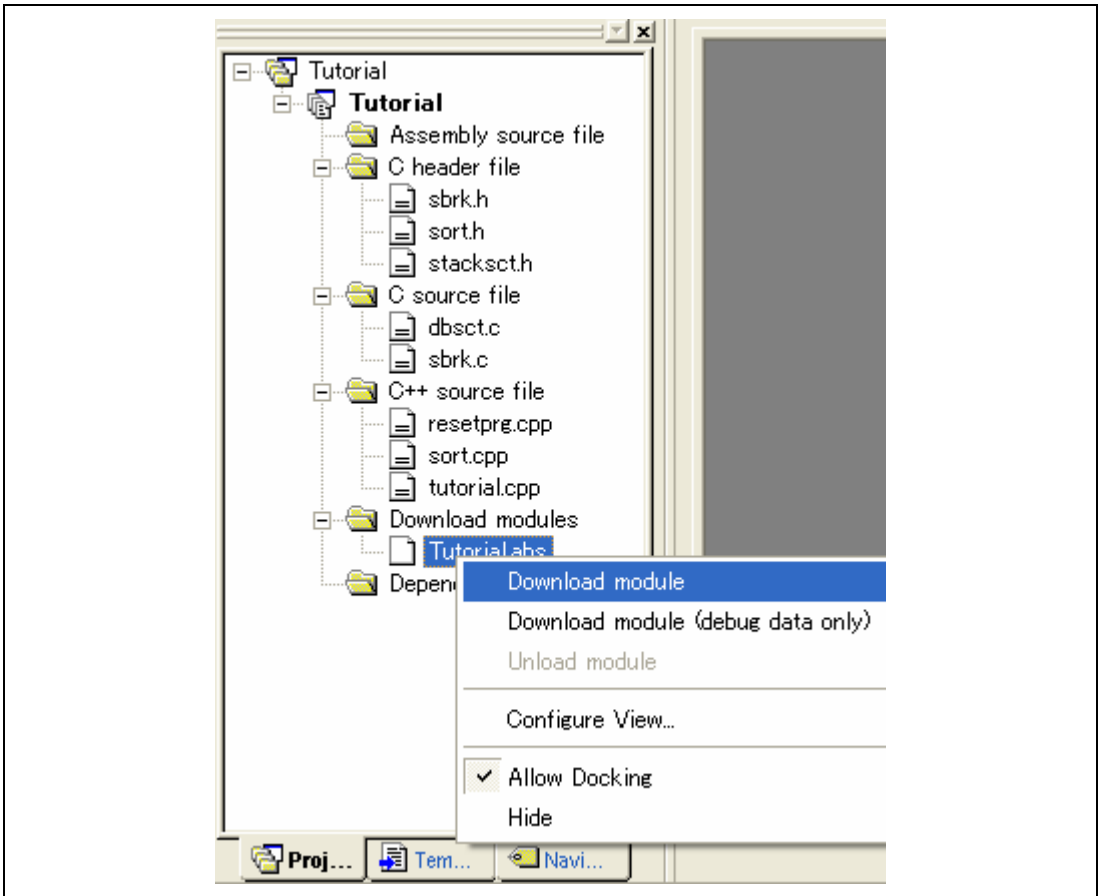 Tutorial
Tutorial
Assembly source file
C header file
sbrk.h
sort.h
stacksct.h
C source file
dbsct.c
sbrk.c
C++ source file
resetprg.cpp
sort.cpp
tutorial.cpp
Download modules
Tutorial.abs
Depen
Download module
Download module (debug data only)
Unload module
Configure View...
Allow Docking
Hide
Proj... Tem... Navi...